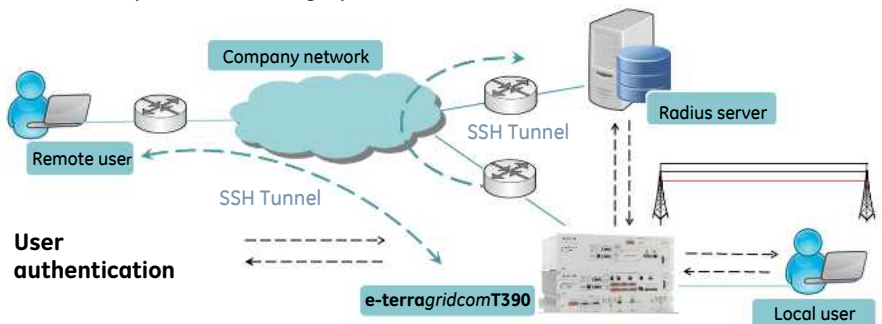 Company network
Radius server
SSH Tunnel
Remote user
SSH Tunnel
User
authentication
e-terragridcomT390
Local user